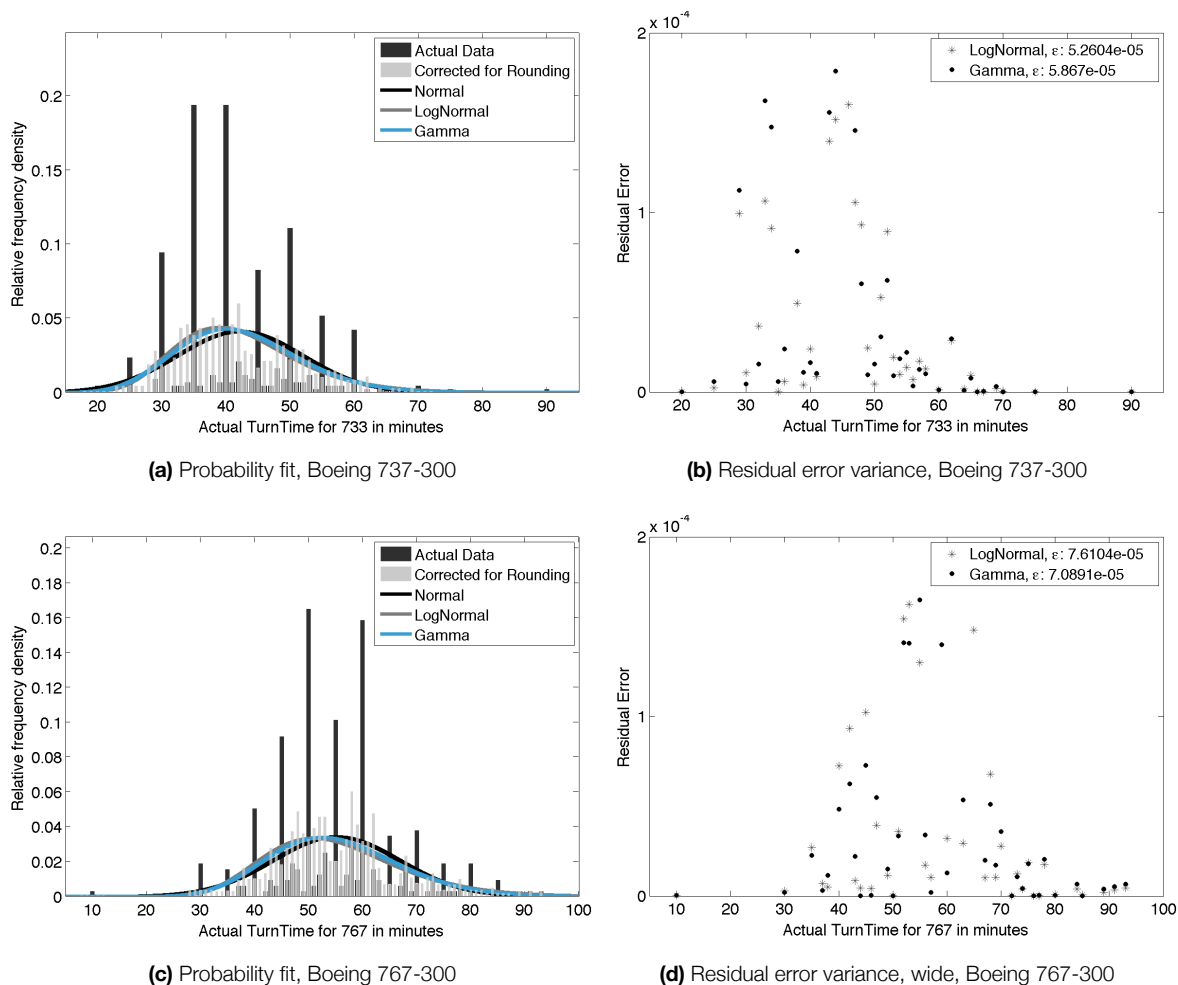 Actual Data
Corrected for Rounding
Normal
LogNormal
Gamma
Relative frequency density
0.2
0.15
0.1
0.05
0
20 30 40 50 60 70 80 90
Actual TurnTime for 733 in minutes
(a) Probability fit, Boeing 737-300
2 x 10⁻⁴
LogNormal, ε: 5.2604e-05
Gamma, ε: 5.867e-05
Residual Error
1
0
20 30 40 50 60 70 80 90
Actual TurnTime for 733 in minutes
(b) Residual error variance, Boeing 737-300
Actual Data
Corrected for Rounding
Normal
LogNormal
Gamma
Relative frequency density
0.2
0.18
0.16
0.14
0.12
0.1
0.08
0.06
0.04
0.02
0
10 20 30 40 50 60 70 80 90 100
Actual TurnTime for 767 in minutes
(c) Probability fit, Boeing 767-300
2 x 10⁻⁴
LogNormal, ε: 7.6104e-05
Gamma, ε: 7.0891e-05
Residual Error
1
0
10 20 30 40 50 60 70 80 90 100
Actual TurnTime for 767 in minutes
(d) Residual error variance, wide, Boeing 767-300